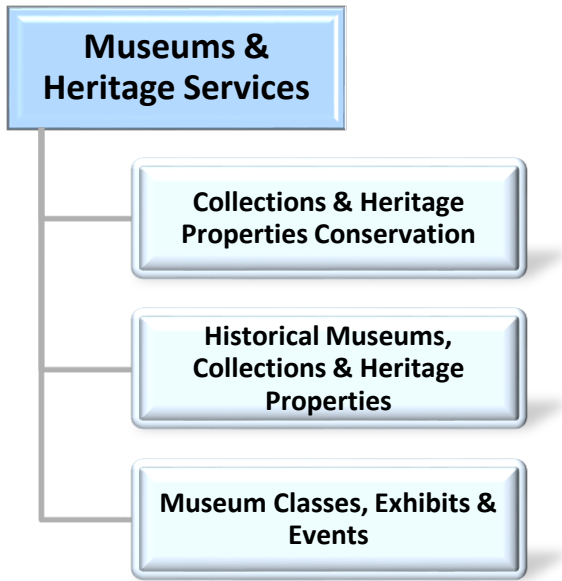 Museums &
Heritage Services
Collections & Heritage
Properties Conservation
Historical Museums,
Collections & Heritage
Properties
Museum Classes, Exhibits &
Events